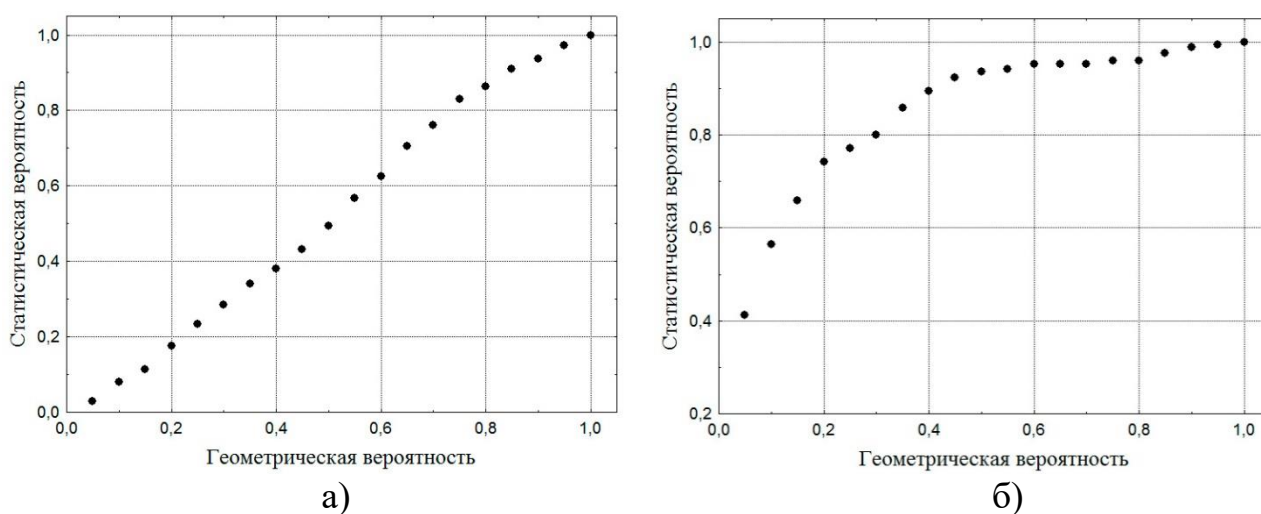 Статистическая вероятность
1,0
0,8
0,6
0,4
0,2
0,0
0,0 0,2 0,4 0,6 0,8 1,0
Геометрическая вероятность
а)
Статистическая вероятность
1,0
0,8
0,6
0,4
0,2
0,0 0,2 0,4 0,6 0,8 1,0
Геометрическая вероятность
б)